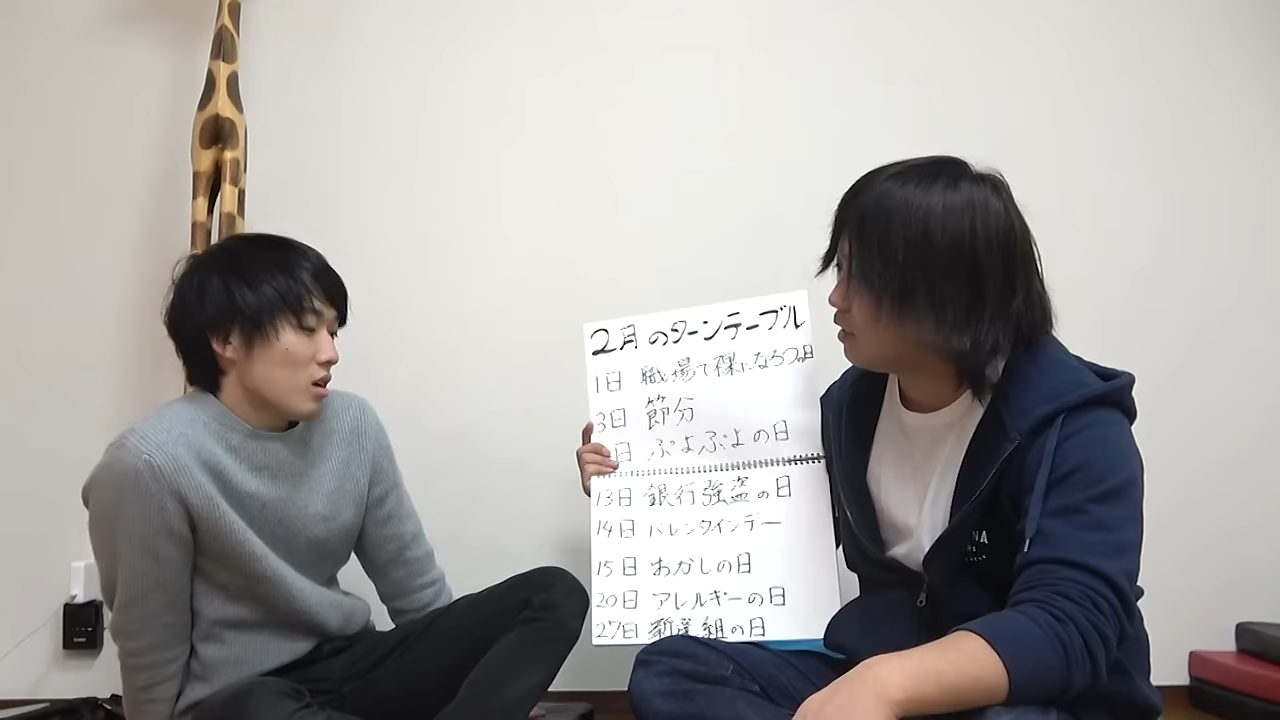 2月のターンテーブル
1日 職場で裸になろうの日
3日 節分
日 ぷよぷよの日
13日 銀行強盗の日
14日 バレンタインデー
15日 おかしの日
20日 アレルギーの日
27日 新選組の日
NA